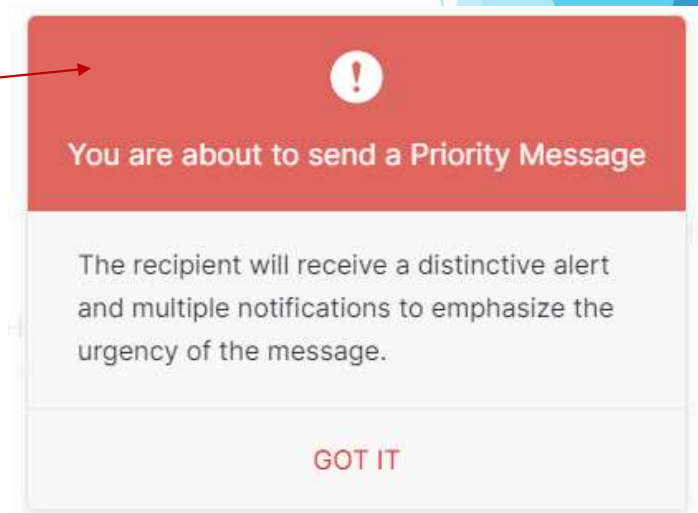 You are about to send a Priority Message
The recipient will receive a distinctive alert
and multiple notifications to emphasize the
urgency of the message.
GOT IT